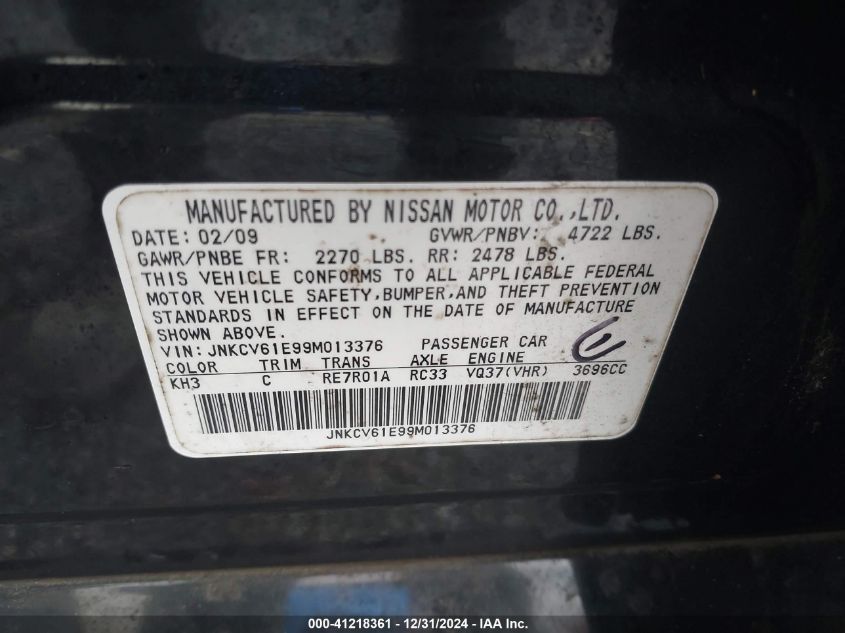 MANUFACTURED BY NISSAN MOTOR CO.,LTD.
DATE: 02/09 GVWR/PNBV: 4722 LBS.
GAWR/PNBE FR: 2270 LBS. RR: 2478 LBS.
THIS VEHICLE CONFORMS TO ALL APPLICABLE FEDERAL
MOTOR VEHICLE SAFETY,BUMPER,AND THEFT PREVENTION
STANDARDS IN EFFECT ON THE DATE OF MANUFACTURE
SHOWN ABOVE.
VIN: JNKCV61E99M013376 PASSENGER CAR
COLOR TRIM TRANS AXLE ENGINE
KH3 C RE7R01A RC33 VQ37(VHR) 3696CC
JNKCV61E99M013376
000-41218361 - 12/31/2024 - IAA Inc.